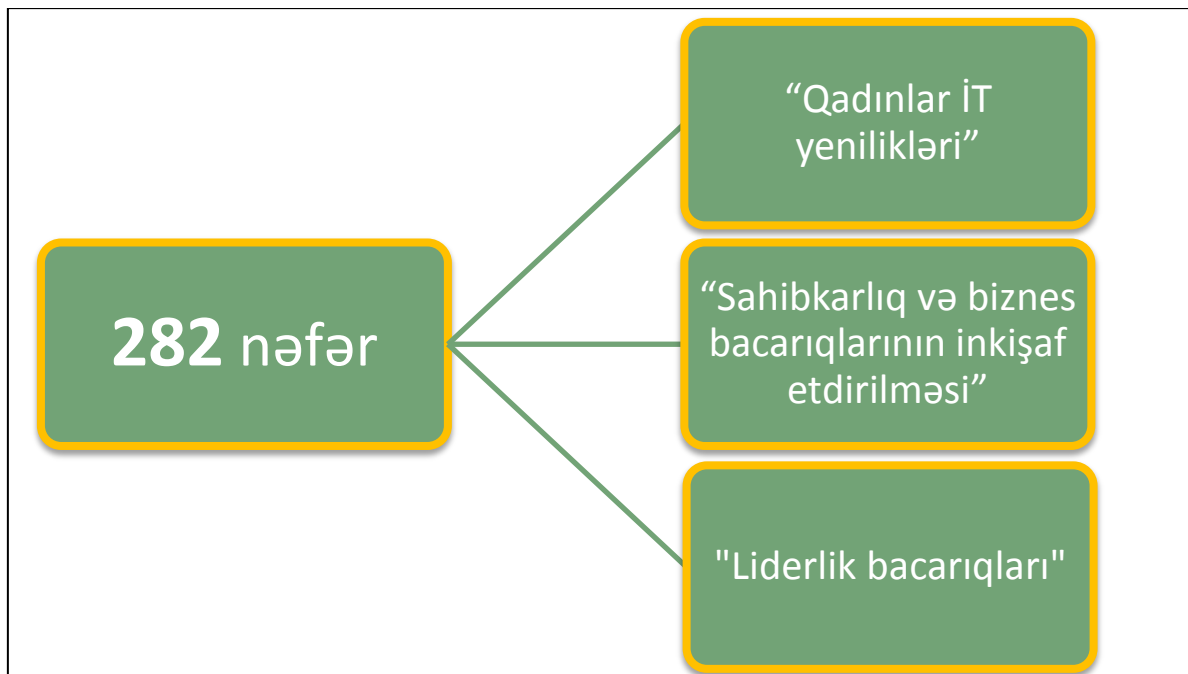 “Qadınlar İT
yenilikləri”
282 nəfər
“Sahibkarlıq və biznes
bacarıqlarının inkişaf
etdirilməsi”
"Liderlik bacarıqları"